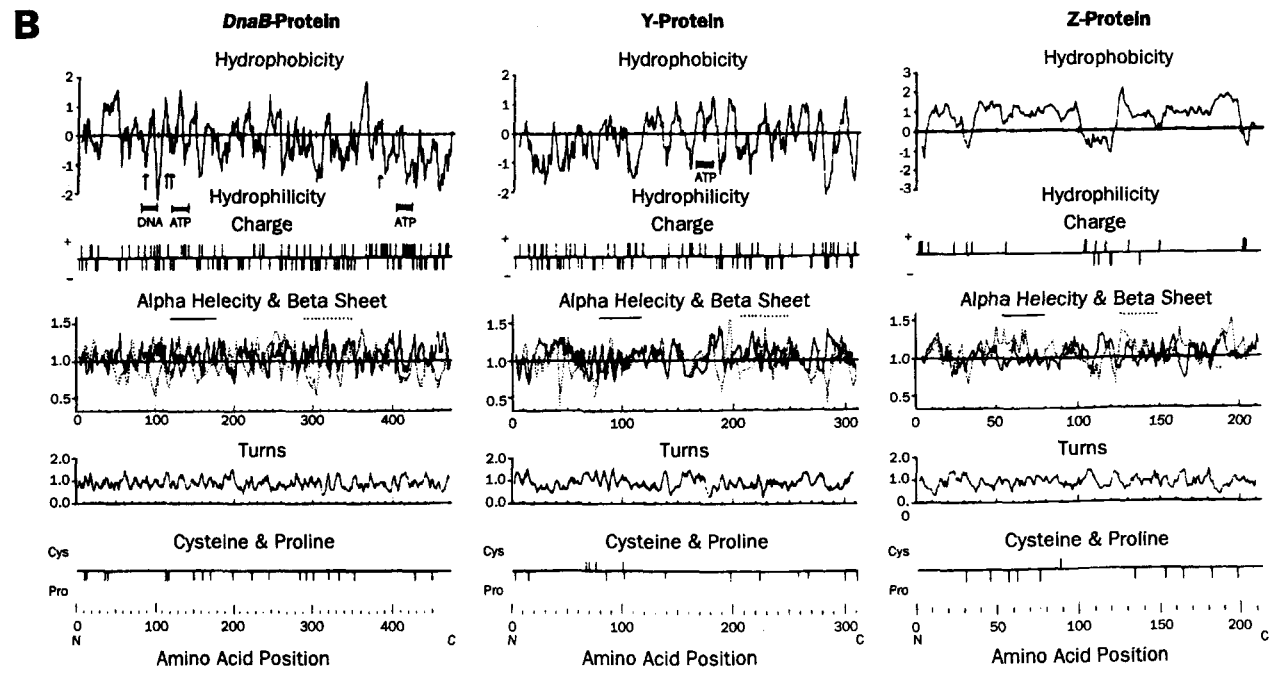 B
DnaB-Protein
Hydrophobicity
2
1
0
-1
-2
Hydrophilicity
DNA ATP ATP
Charge
+
−
Alpha Helecity & Beta Sheet
1.5
1.0
0.5
0 100 200 300 400
Turns
2.0
1.0
0.0
Cysteine & Proline
Cys
Pro
0 100 200 300 400
N C
Amino Acid Position
Y-Protein
Hydrophobicity
2
1
0
-1
-2
ATP
Hydrophilicity
Charge
+
−
Alpha Helecity & Beta Sheet
1.5
1.0
0.5
0 100 200 300
Turns
2.0
1.0
0.0
Cysteine & Proline
Cys
Pro
0 100 200 300
N C
Amino Acid Position
Z-Protein
Hydrophobicity
3
2
1
0
-1
-2
-3
Hydrophilicity
Charge
+
−
Alpha Helecity & Beta Sheet
1.5
1.0
0.5
0 50 100 150 200
Turns
2.0
1.0
0.
0
Cysteine & Proline
Cys
Pro
0 50 100 150 200
N C
Amino Acid Position